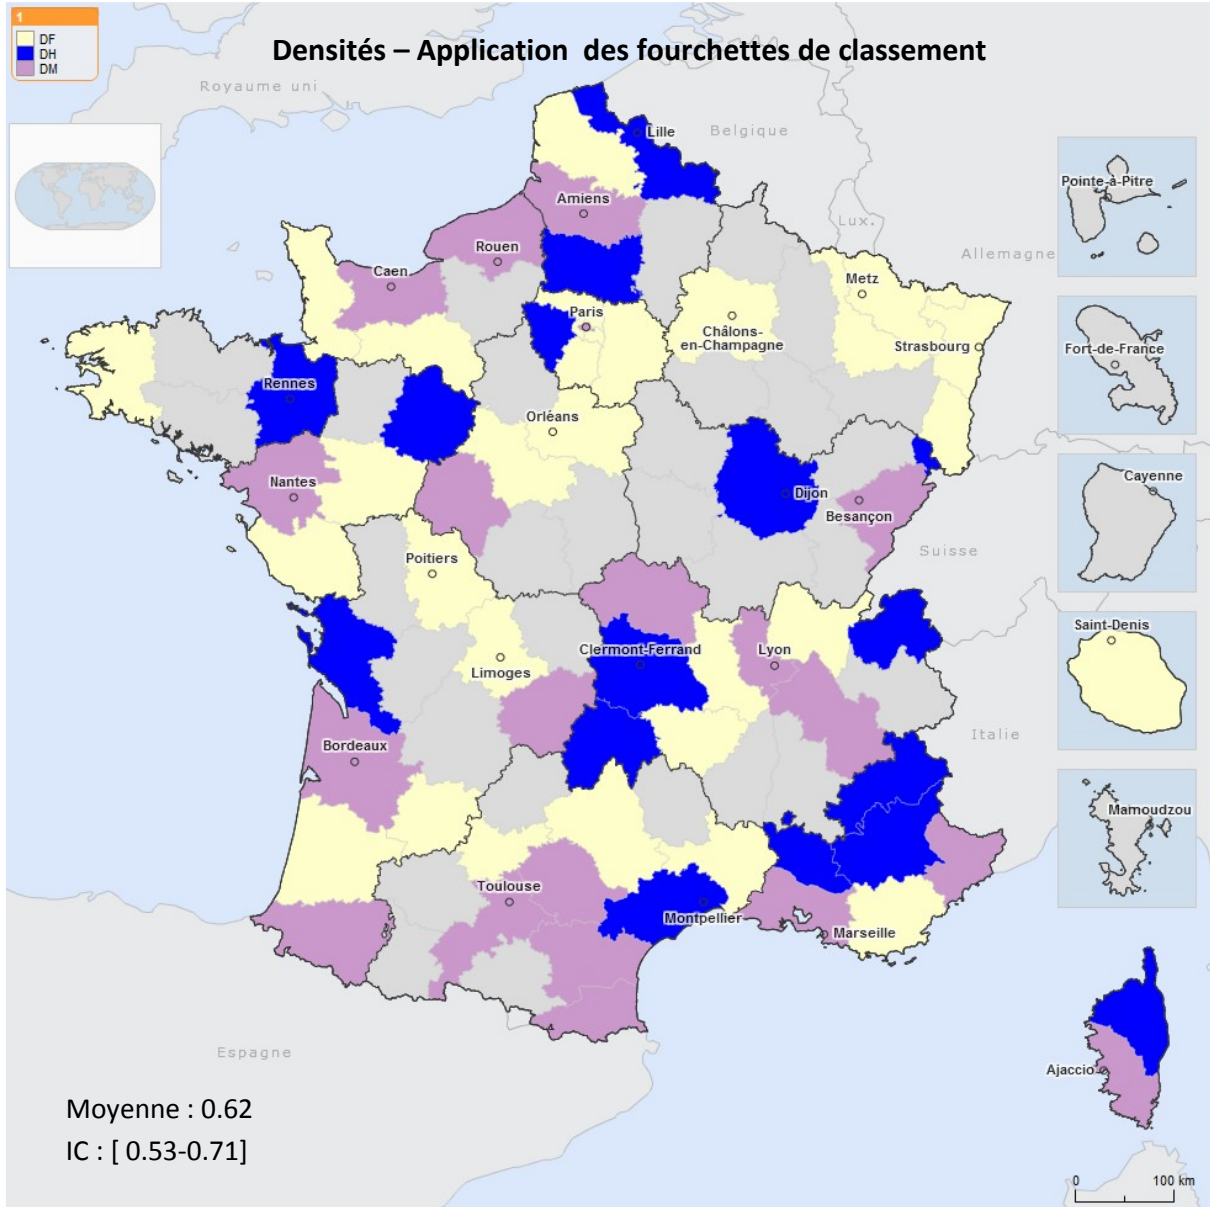 1
DF
DH
DM
Densités – Application des fourchettes de classement
Royaume uni
Belgique
Lille
Pointe-à-Pitre
Amiens
Lux.
Allemagne
Rouen
Caen
Metz
Paris
Châlons-
en-Champagne
Strasbourg
Fort-de-France
Rennes
Orléans
Nantes
Dijon
Besançon
Cayenne
Suisse
Poitiers
Saint-Denis
Clermont-Ferrand
Lyon
Limoges
Italie
Bordeaux
Mamoudzou
Toulouse
Montpellier
Marseille
Espagne
Ajaccio
Moyenne : 0.62
IC : [ 0.53-0.71]
0 100 km